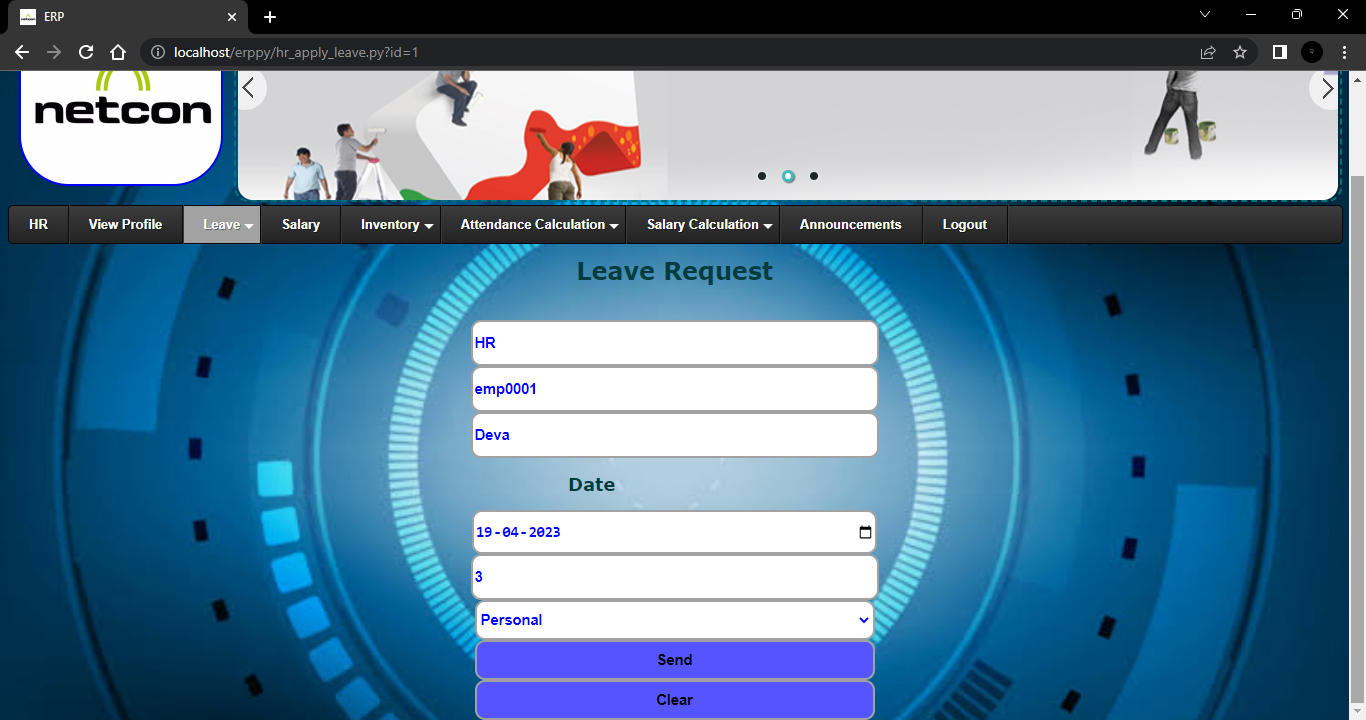 netcon
ERP
localhost/erppy/hr_apply_leave.py?id=1
netcon
HR View Profile Leave Salary Inventory Attendance Calculation Salary Calculation Announcements Logout
Leave Request
HR
emp0001
Deva
Date
19-04-2023
3
Personal
Send
Clear